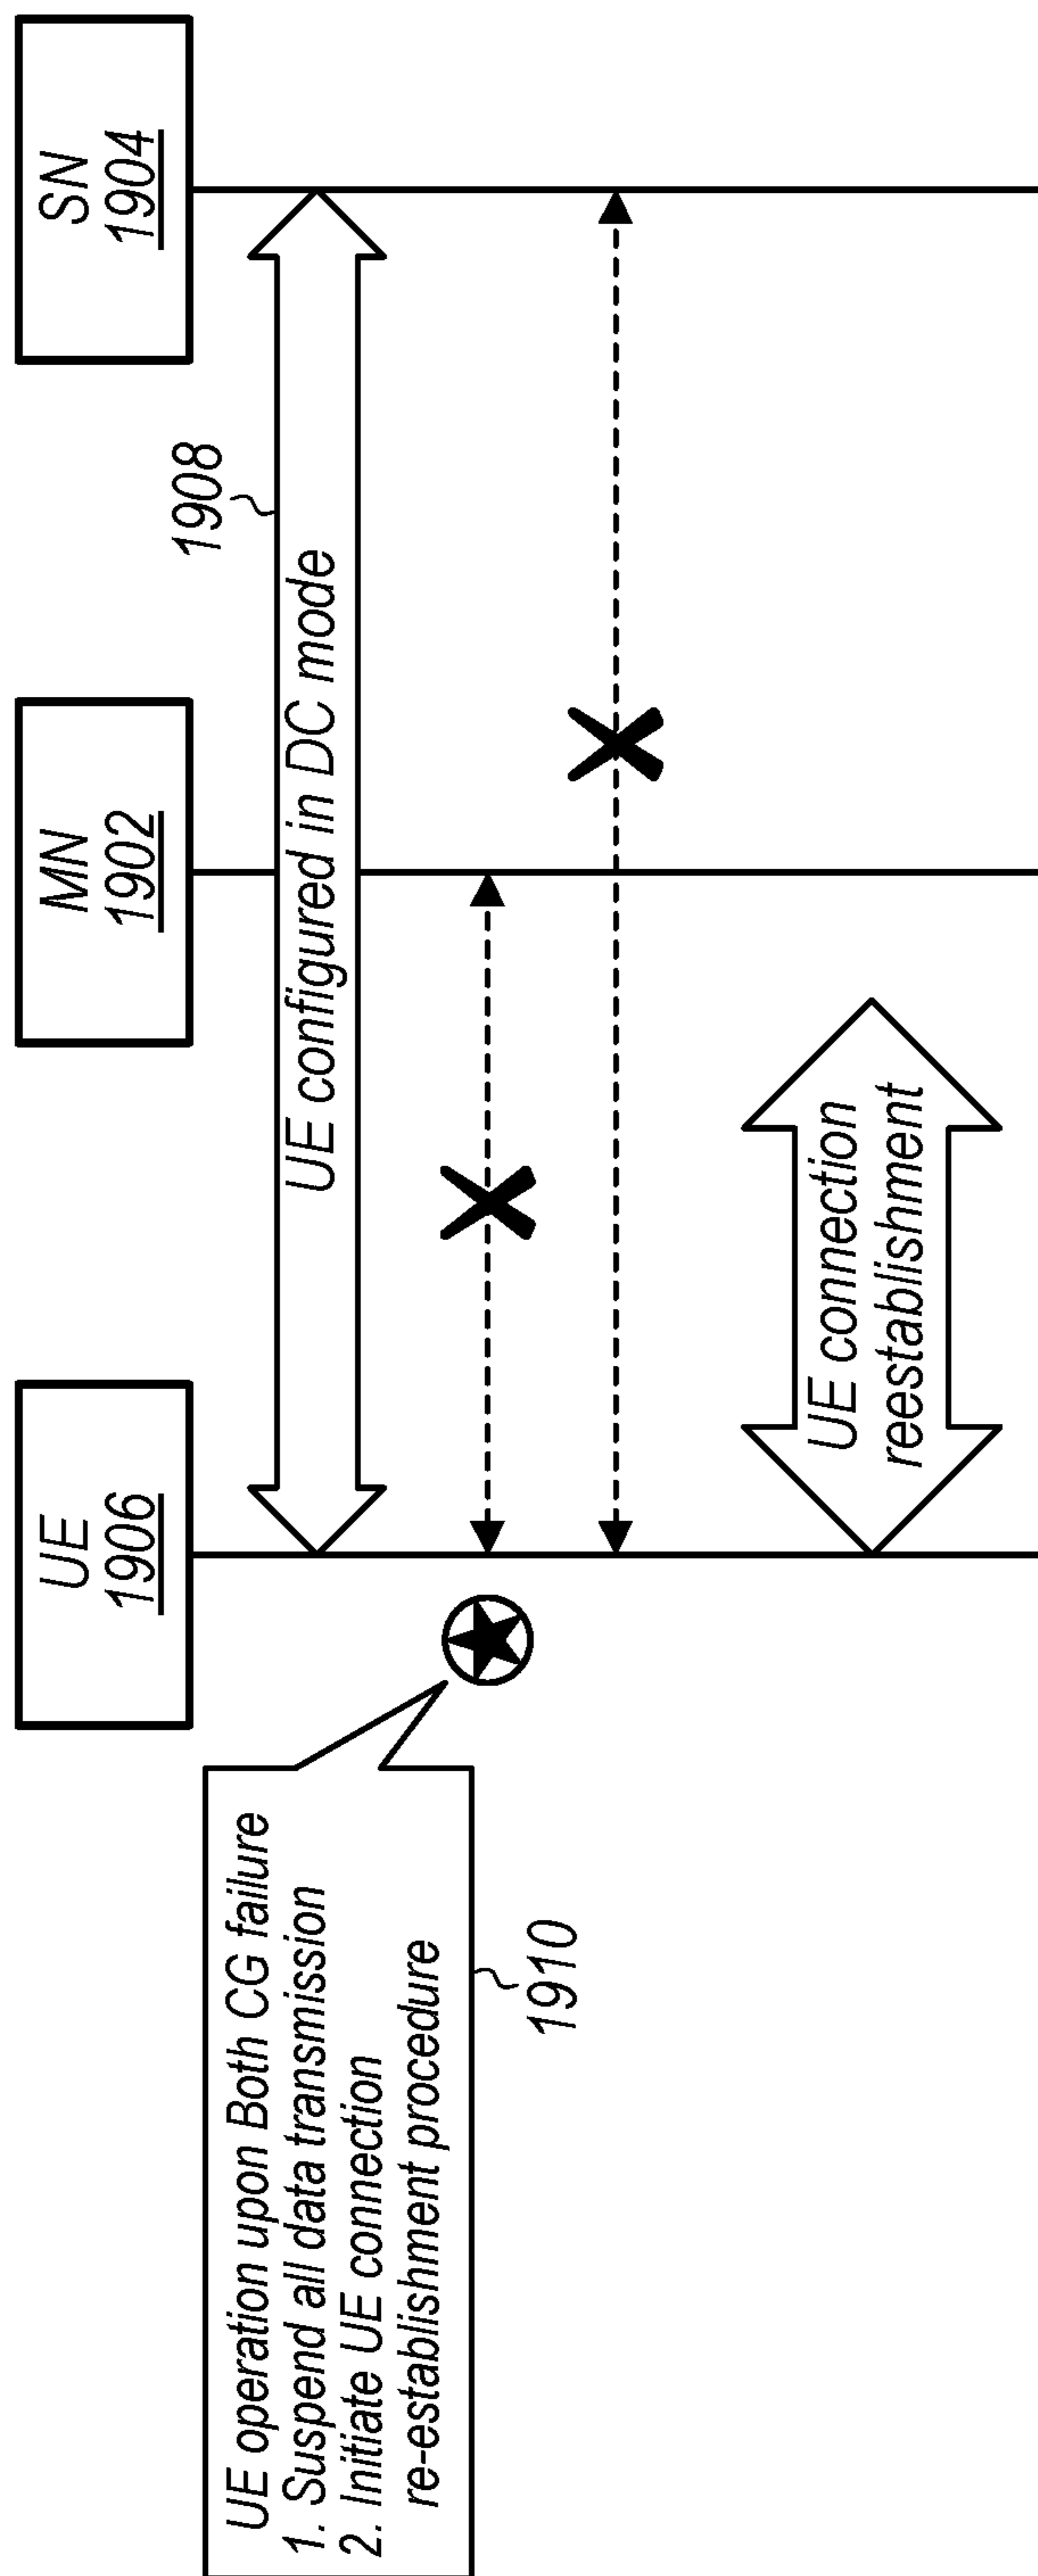 UE
1906
MN
1902
SN
1904
1908
UE configured in DC mode
UE operation upon Both CG failure
1. Suspend all data transmission
2. Initiate UE connection
re-establishment procedure
1910
UE connection
reestablishment